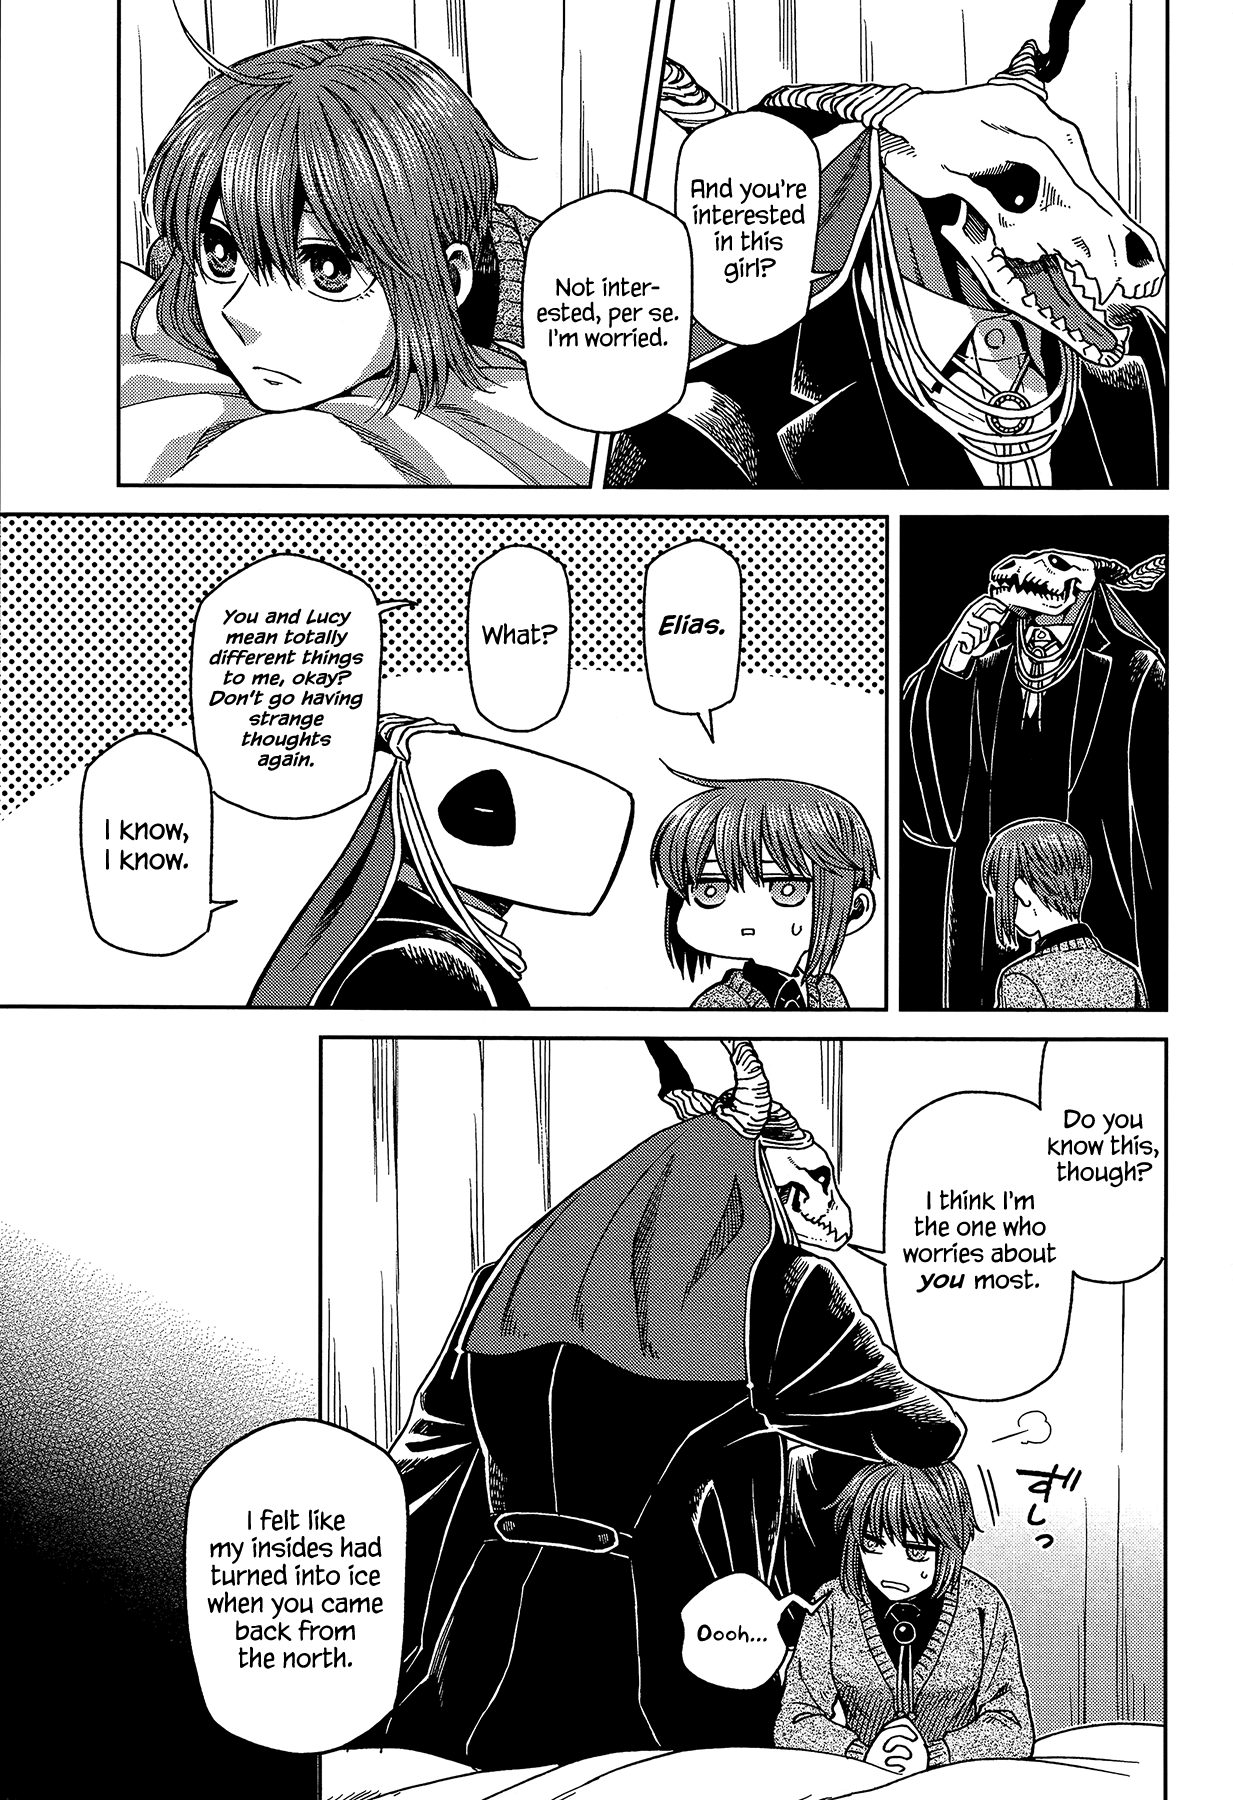 And you're
interested
in this
girl?
Not inter-
ested, per se.
I'm worried.
Elias.
What?
You and Lucy
mean totally
different things
to me, okay?
Don't go having
strange
thoughts
again.
I know,
I know.
Do you
know this,
though?
I think I'm
the one who
worries about
you most.
ずしっ
Oooh...
I felt like
my insides had
turned into ice
when you came
back from
the north.